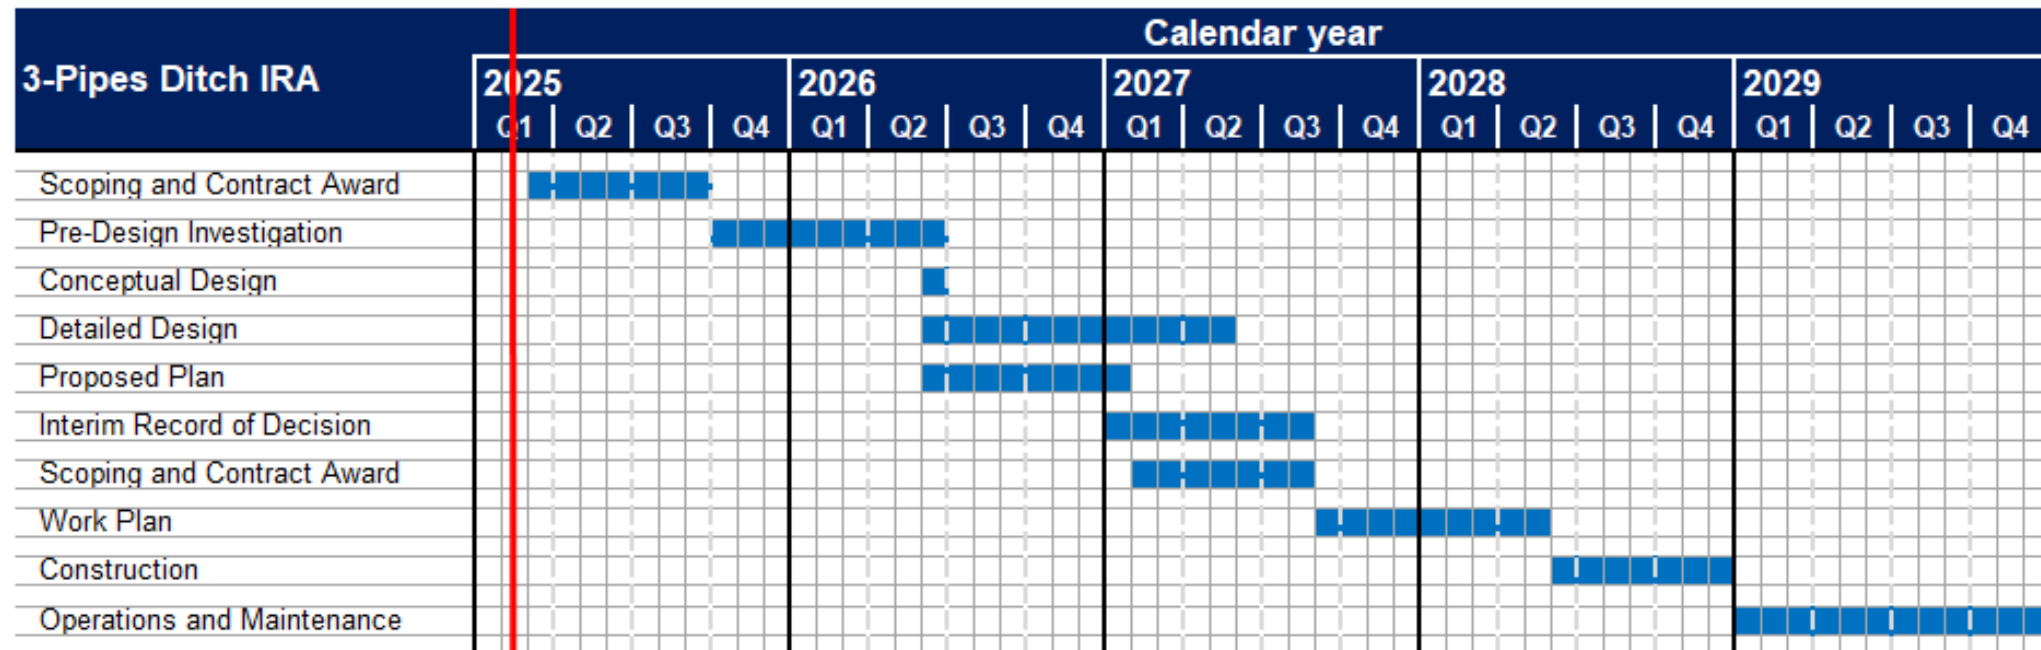 Calendar year
3-Pipes Ditch IRA
2025 2026 2027 2028 2029
Q1 Q2 Q3 Q4 Q1 Q2 Q3 Q4 Q1 Q2 Q3 Q4 Q1 Q2 Q3 Q4 Q1 Q2 Q3 Q4
Scoping and Contract Award
Pre-Design Investigation
Conceptual Design
Detailed Design
Proposed Plan
Interim Record of Decision
Scoping and Contract Award
Work Plan
Construction
Operations and Maintenance